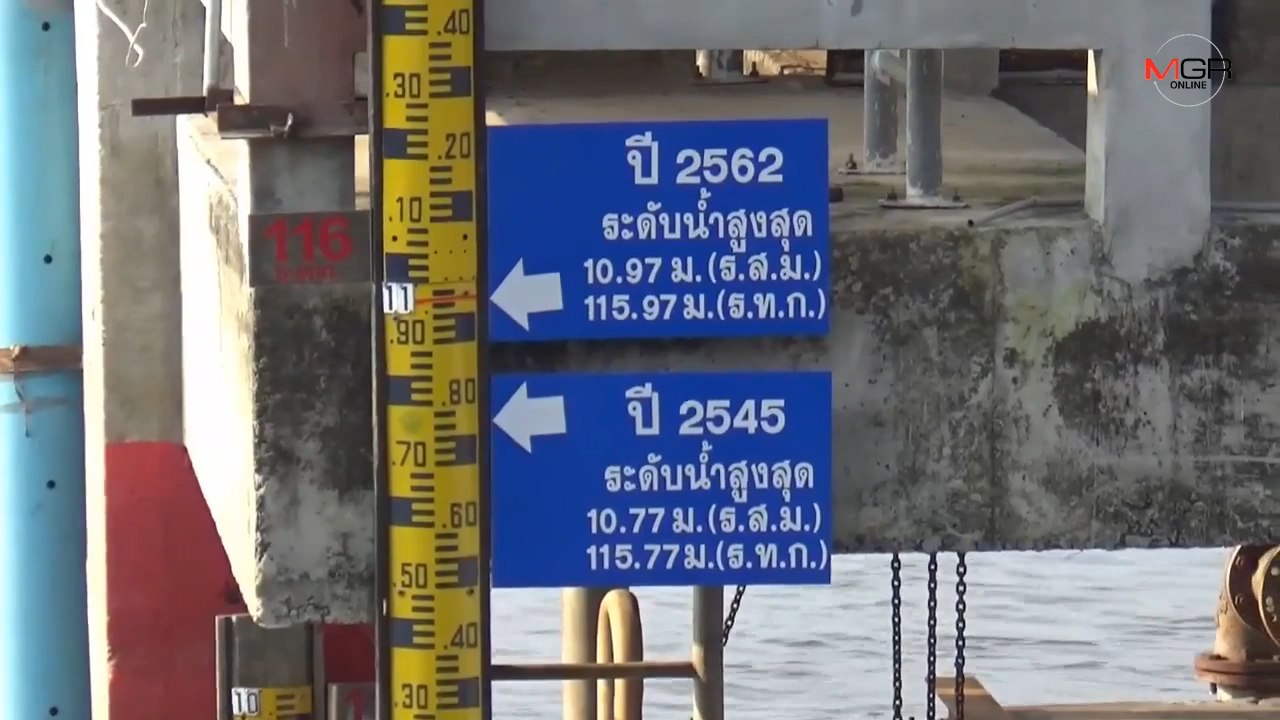 .40
.30
.20
.10
11
.90
.80
.70
.60
.50
.40
.30
116
10
1
ปี 2562
ระดับน้ำสูงสุด
10.97 ม.(ร.ส.ม.)
115.97 ม.(ร.ท.ก.)
ปี 2545
ระดับน้ำสูงสุด
10.77 ม.(ร.ส.ม.)
115.77 ม.(ร.ท.ก.)
MGR
ONLINE